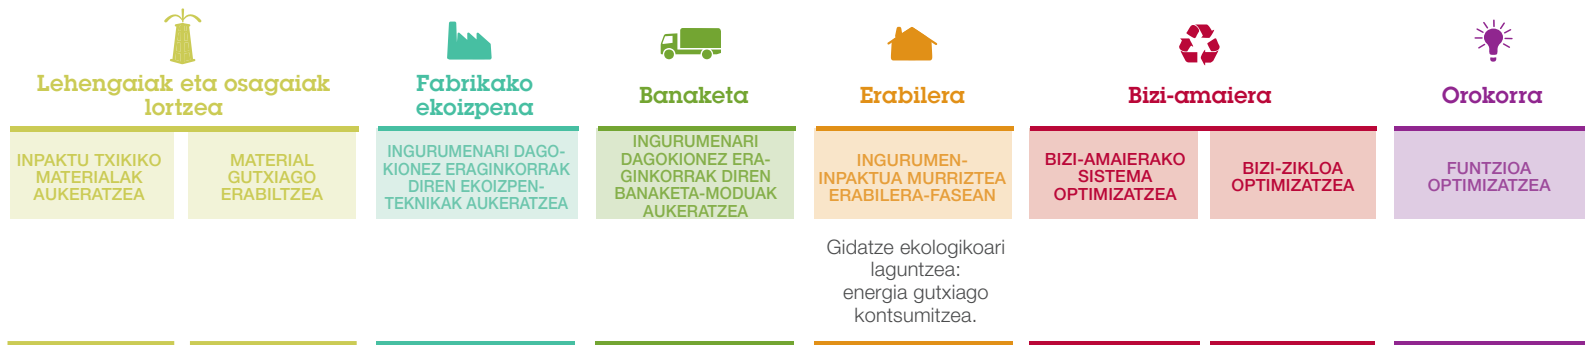 Lehengaiak eta osagaiak
lortzea
Fabrikako
ekoizpena
Banaketa
Erabilera
Bizi-amaiera
Orokorra
INPAKTU TXIKIKO
MATERIALAK
AUKERATZEA
MATERIAL
GUTXIAGO
ERABILTZEA
INGURUMENARI DAGO-
KIONEZ ERAGINKORRAK
DIREN EKOIZPEN-
TEKNIKAK AUKERATZEA
INGURUMENARI
DAGOKIONEZ ERA-
GINKORRAK DIREN
BANAKETA-MODUAK
AUKERATZEA
INGURUMEN-
INPAKTUA MURRIZTEA
ERABILERA-FASEAN
BIZI-AMAIERAKO
SISTEMA
OPTIMIZATZEA
BIZI-ZIKLOA
OPTIMIZATZEA
FUNTZIOA
OPTIMIZATZEA
Gidatze ekologikoari
laguntzea:
energia gutxiago
kontsumitzea.